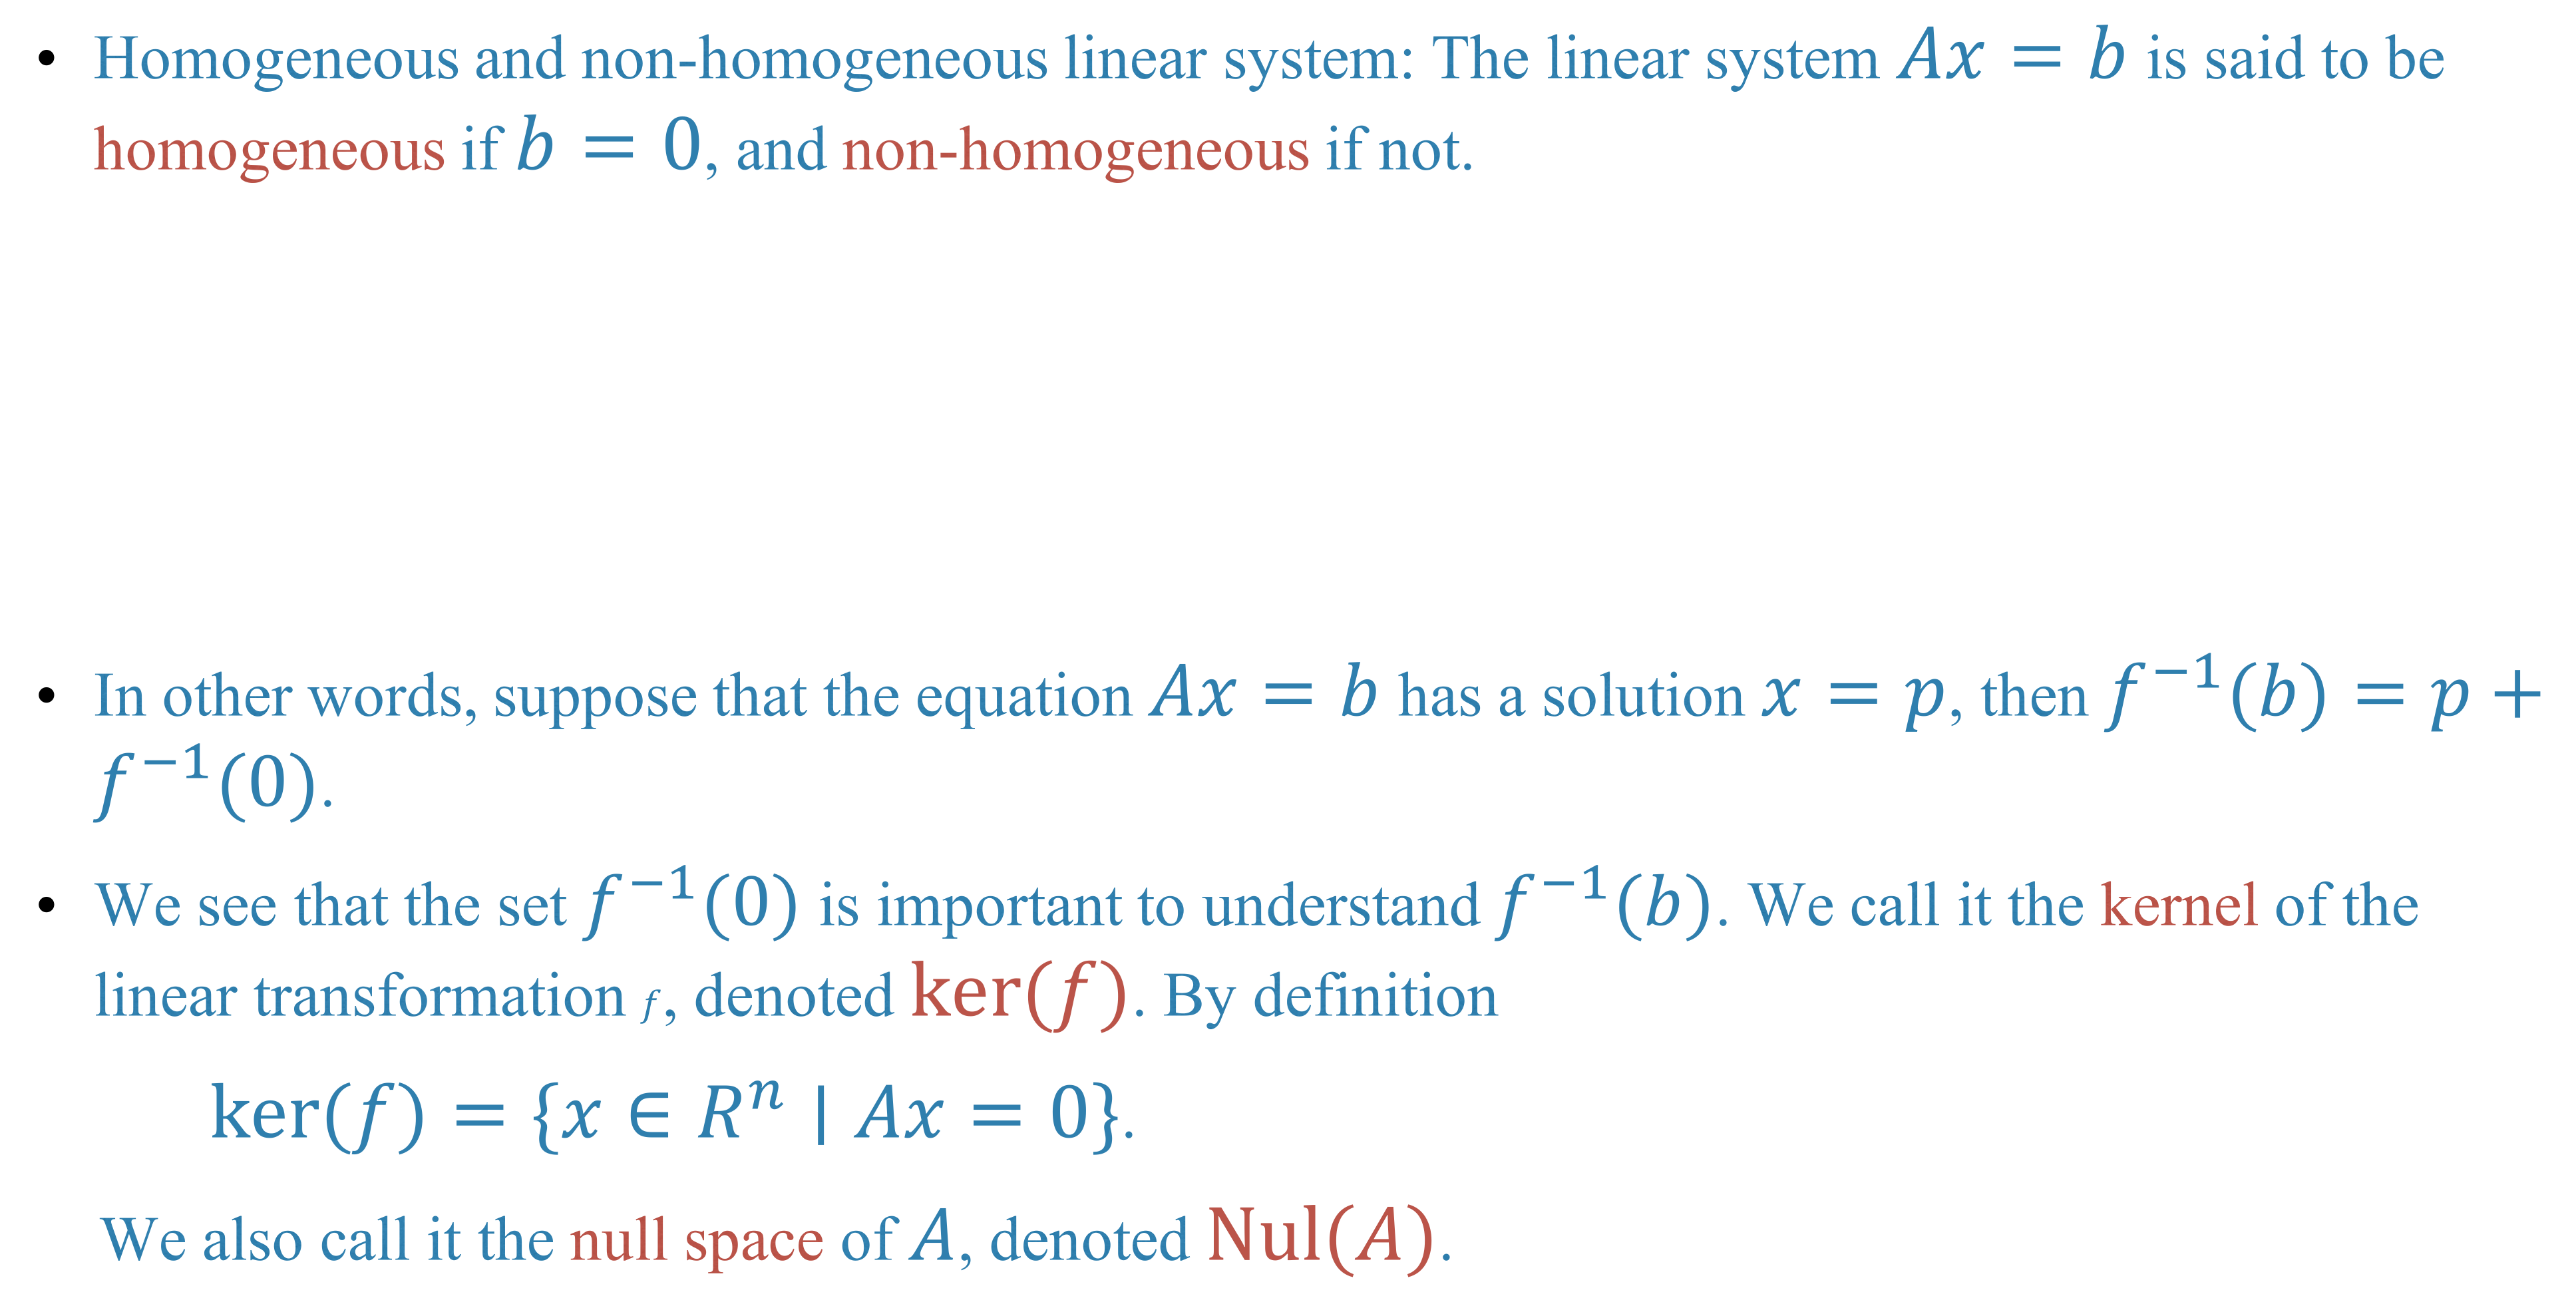 • Homogeneous and non-homogeneous linear system: The linear system Ax = b is said to be
homogeneous if b = 0, and non-homogeneous if not.
• In other words, suppose that the equation Ax = b has a solution x = p, then f⁻¹(b) = p +
f⁻¹(0).
• We see that the set f⁻¹(0) is important to understand f⁻¹(b). We call it the kernel of the
linear transformation f, denoted ker(f). By definition
ker(f) = {x ∈ Rⁿ | Ax = 0}.
We also call it the null space of A, denoted Nul(A).